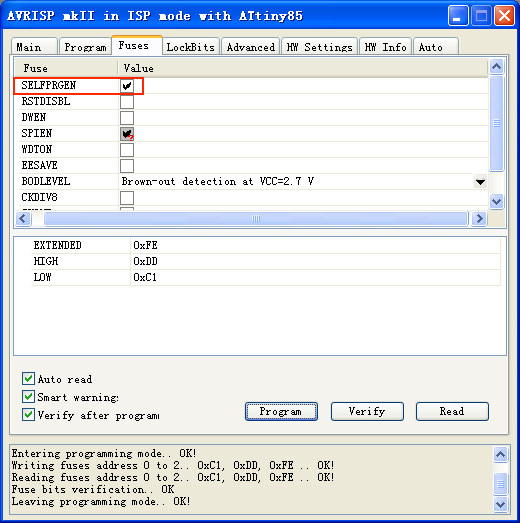 AVRISP mkII in ISP mode with ATtiny85
Main Program Fuses LockBits Advanced HW Settings HW Info Auto
Fuse Value
SELFPRGEN
RSTDISBL
DWEN
SPIEN
WDTON
EESAVE
BODLEVEL Brown-out detection at VCC=2.7 V
CKDIV8
EXTENDED 0xFE
HIGH 0xDD
LOW 0xC1
Auto read
Smart warning:
Verify after program
Program Verify Read
Entering programming mode.. OK!
Writing fuses address 0 to 2.. 0xC1, 0xDD, 0xFE .. OK!
Reading fuses address 0 to 2.. 0xC1, 0xDD, 0xFE .. OK!
Fuse bits verification.. OK
Leaving programming mode.. OK!